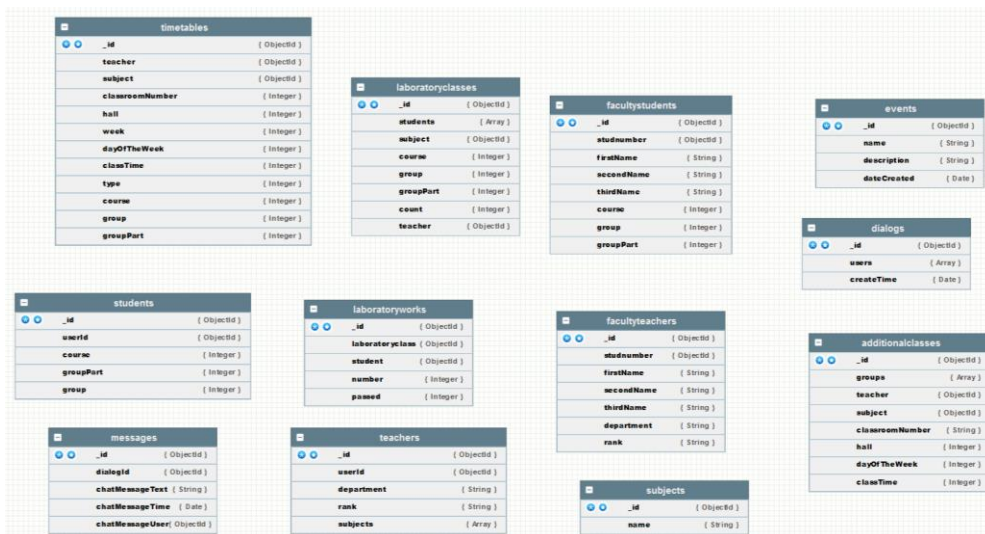 timetables
_id { ObjectId }
teacher { ObjectId }
subject { ObjectId }
classroomNumber { Integer }
hall { Integer }
week { Integer }
dayOfTheWeek { Integer }
classTime { Integer }
type { Integer }
course { Integer }
group { Integer }
groupPart { Integer }
laboratoryclasses
_id { ObjectId }
students { Array }
subject { ObjectId }
course { Integer }
group { Integer }
groupPart { Integer }
count { Integer }
teacher { ObjectId }
facultystudents
_id { ObjectId }
studnumber { ObjectId }
firstName { String }
secondName { String }
thirdName { String }
course { Integer }
group { Integer }
groupPart { Integer }
events
_id { ObjectId }
name { String }
description { String }
dateCreated { Date }
dialogs
_id { ObjectId }
users { Array }
createTime { Date }
students
_id { ObjectId }
userId { ObjectId }
course { Integer }
groupPart { Integer }
group { Integer }
laboratoryworks
_id { ObjectId }
laboratoryclass { ObjectId }
student { ObjectId }
number { Integer }
passed { Integer }
facultyteachers
_id { ObjectId }
studnumber { ObjectId }
firstName { String }
secondName { String }
thirdName { String }
department { String }
rank { String }
additionalclasses
_id { ObjectId }
groups { Array }
teacher { ObjectId }
subject { ObjectId }
classroomNumber { String }
hall { Integer }
dayOfTheWeek { Integer }
classTime { Integer }
messages
_id { ObjectId }
dialogId { ObjectId }
chatMessageText { String }
chatMessageTime { Date }
chatMessageUser{ ObjectId }
teachers
_id { ObjectId }
userId { ObjectId }
department { String }
rank { String }
subjects { Array }
subjects
_id { ObjectId }
name { String }